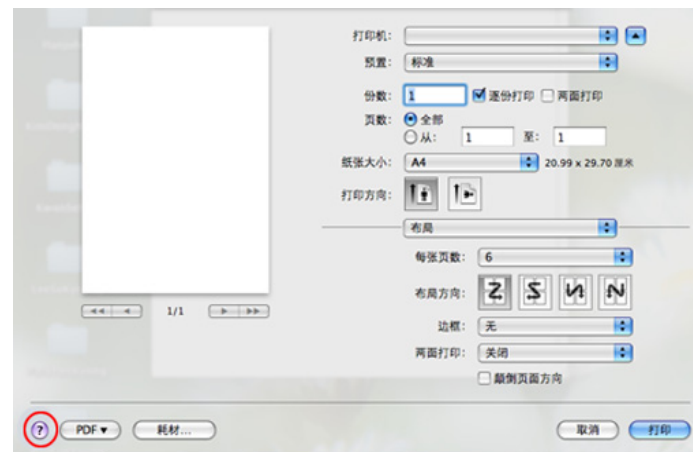 打印机:
预置: 标准
份数: 1 逐份打印 两面打印
页数: 全部
从: 1 至: 1
纸张大小: A4 20.99 x 29.70 厘米
打印方向:
布局
每张页数: 6
布局方向:
1/1
边框: 无
两面打印: 关闭
颠倒页面方向
? PDF▼ 耗材... 取消 打印